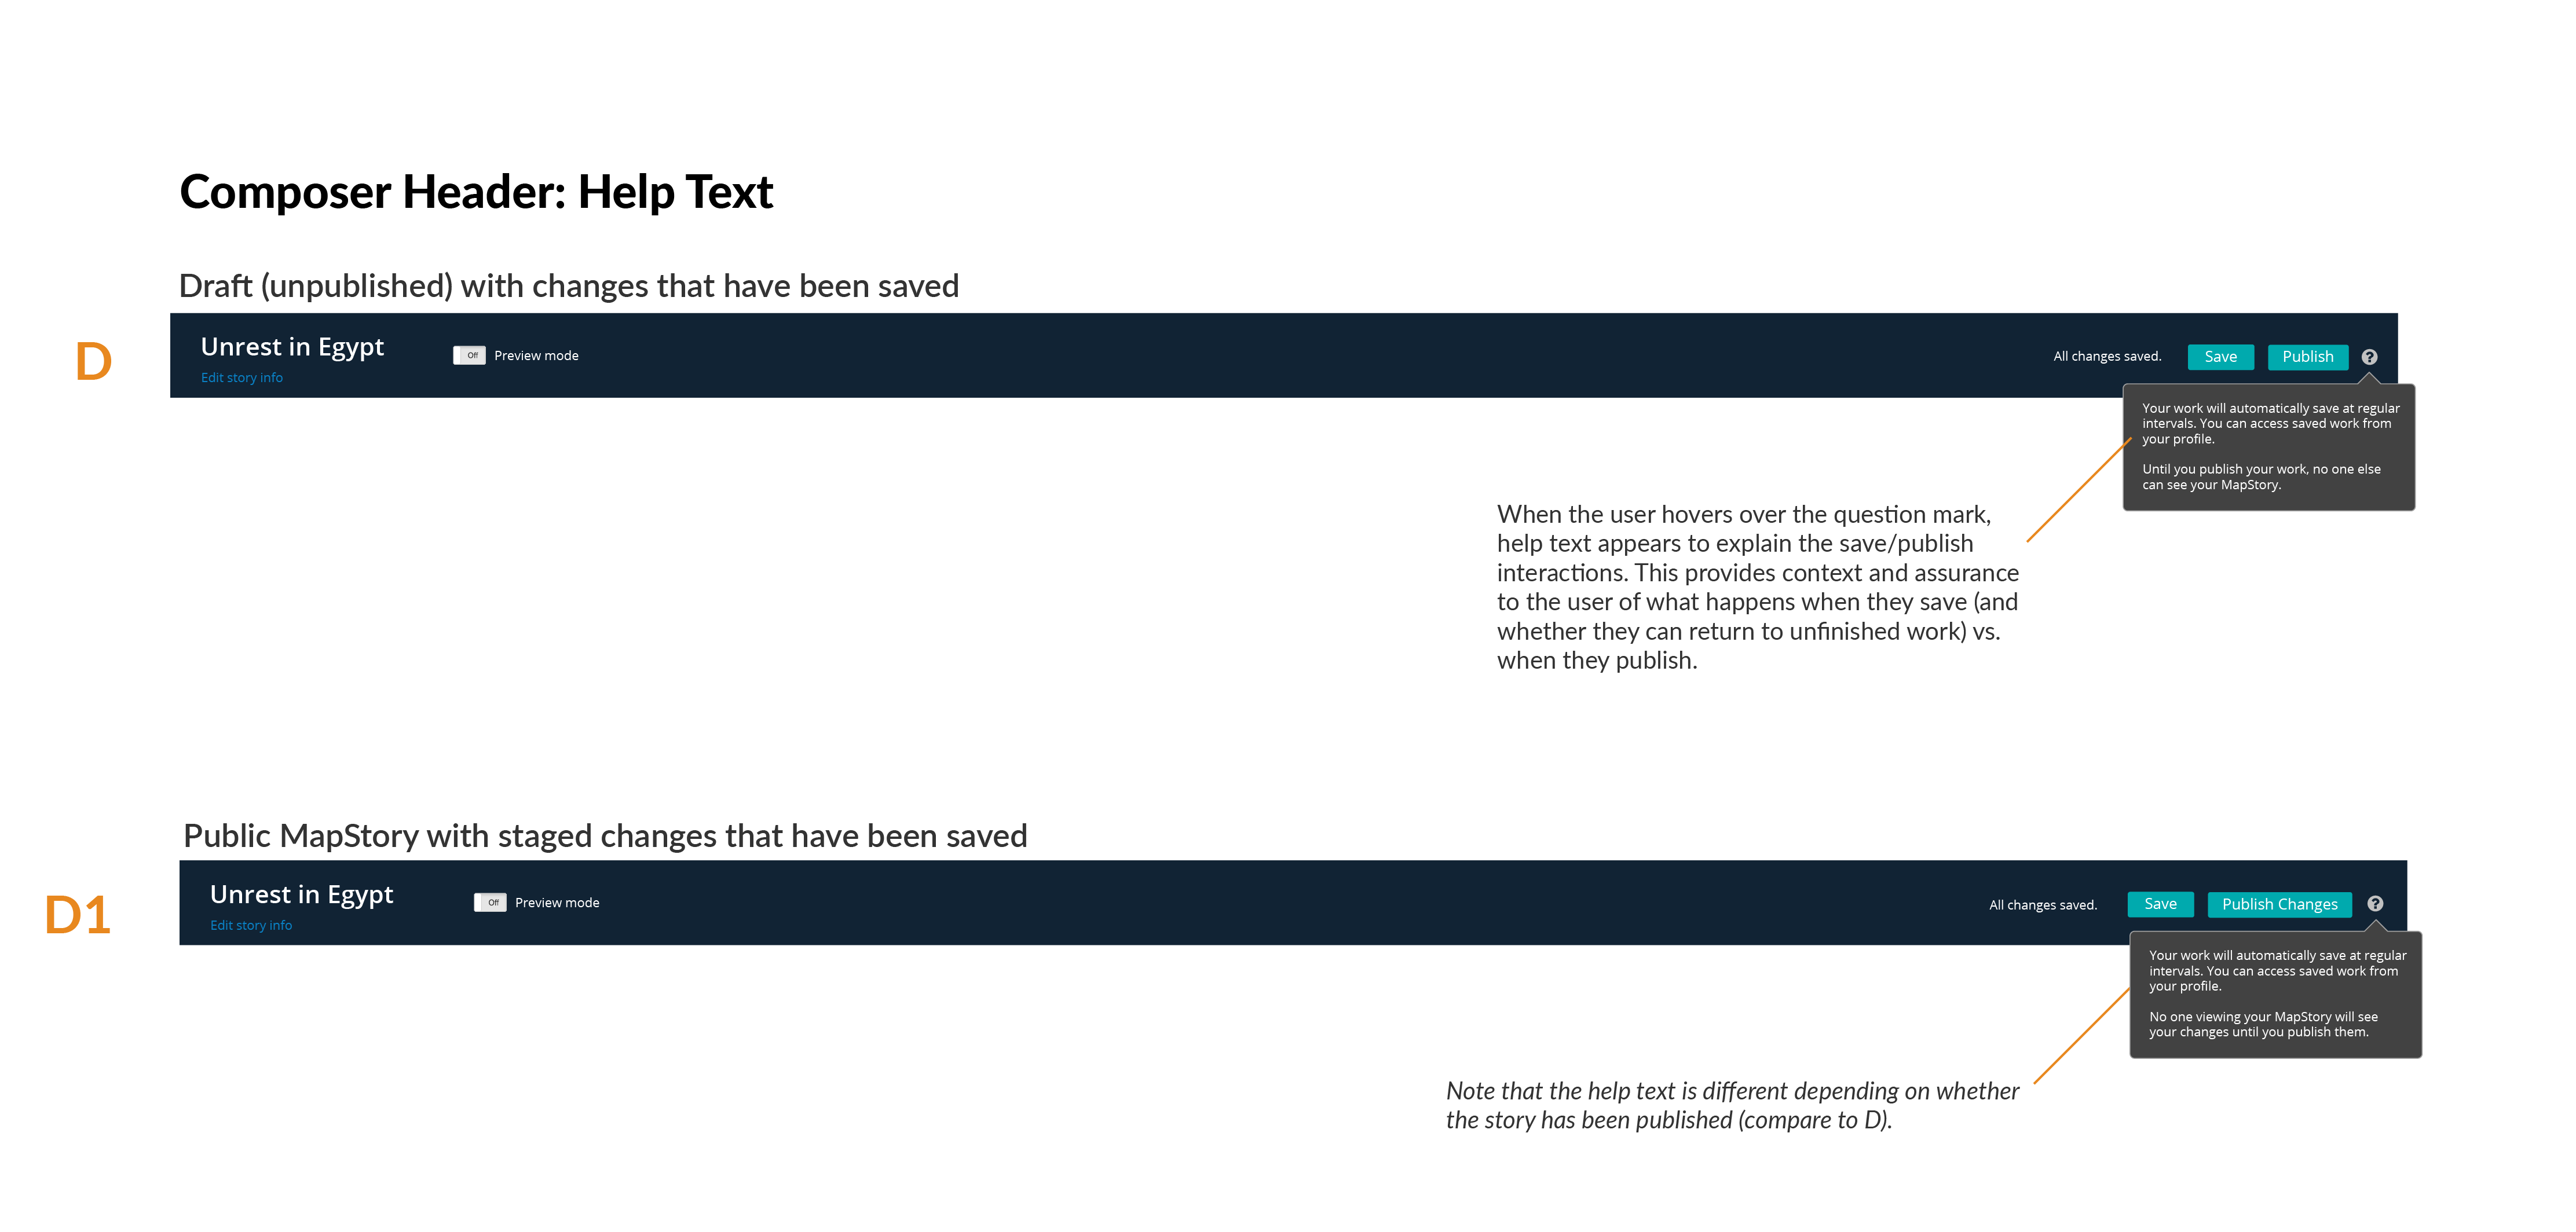 Composer Header: Help Text
Draft (unpublished) with changes that have been saved
D
Unrest in Egypt
Edit story info
Off
Preview mode
All changes saved.
Save
Publish
?
Your work will automatically save at regular
intervals. You can access saved work from
your profile.
Until you publish your work, no one else
can see your MapStory.
When the user hovers over the question mark,
help text appears to explain the save/publish
interactions. This provides context and assurance
to the user of what happens when they save (and
whether they can return to unfinished work) vs.
when they publish.
Public MapStory with staged changes that have been saved
D1
Unrest in Egypt
Edit story info
Off
Preview mode
All changes saved.
Save
Publish Changes
?
Your work will automatically save at regular
intervals. You can access saved work from
your profile.
No one viewing your MapStory will see
your changes until you publish them.
Note that the help text is different depending on whether
the story has been published (compare to D).